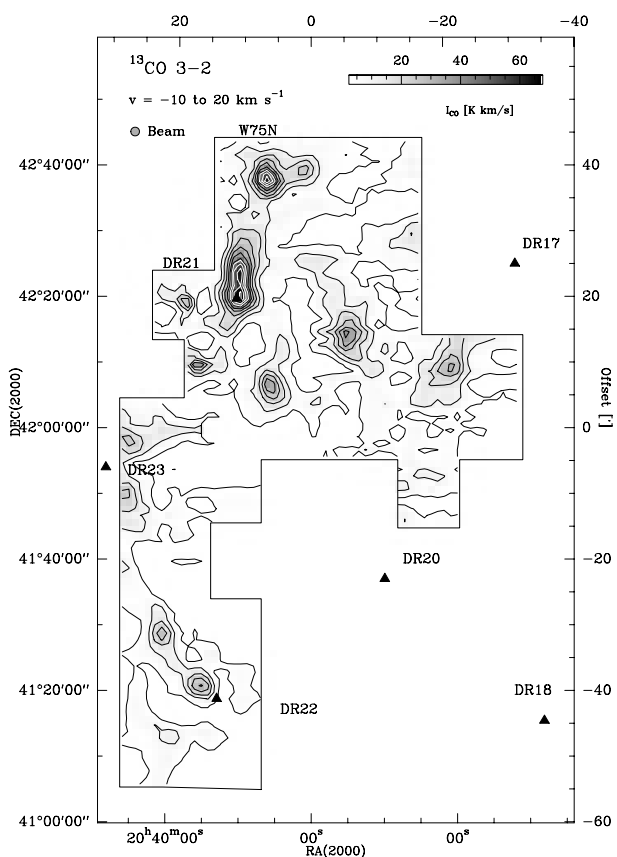 20 0 −20 −40
¹³CO 3−2
20 40 60
v = −10 to 20 km s⁻¹
I_CO [K km/s]
Beam
W75N
42°40′00″ 40
DR17
DR21
42°20′00″ 20
DEC(2000)
42°00′00″ 0
Offset [′]
DR23
41°40′00″ −20
DR20
41°20′00″ −40
DR18
DR22
41°00′00″ −60
20ʰ40ᵐ00ˢ 00ˢ 00ˢ
RA(2000)